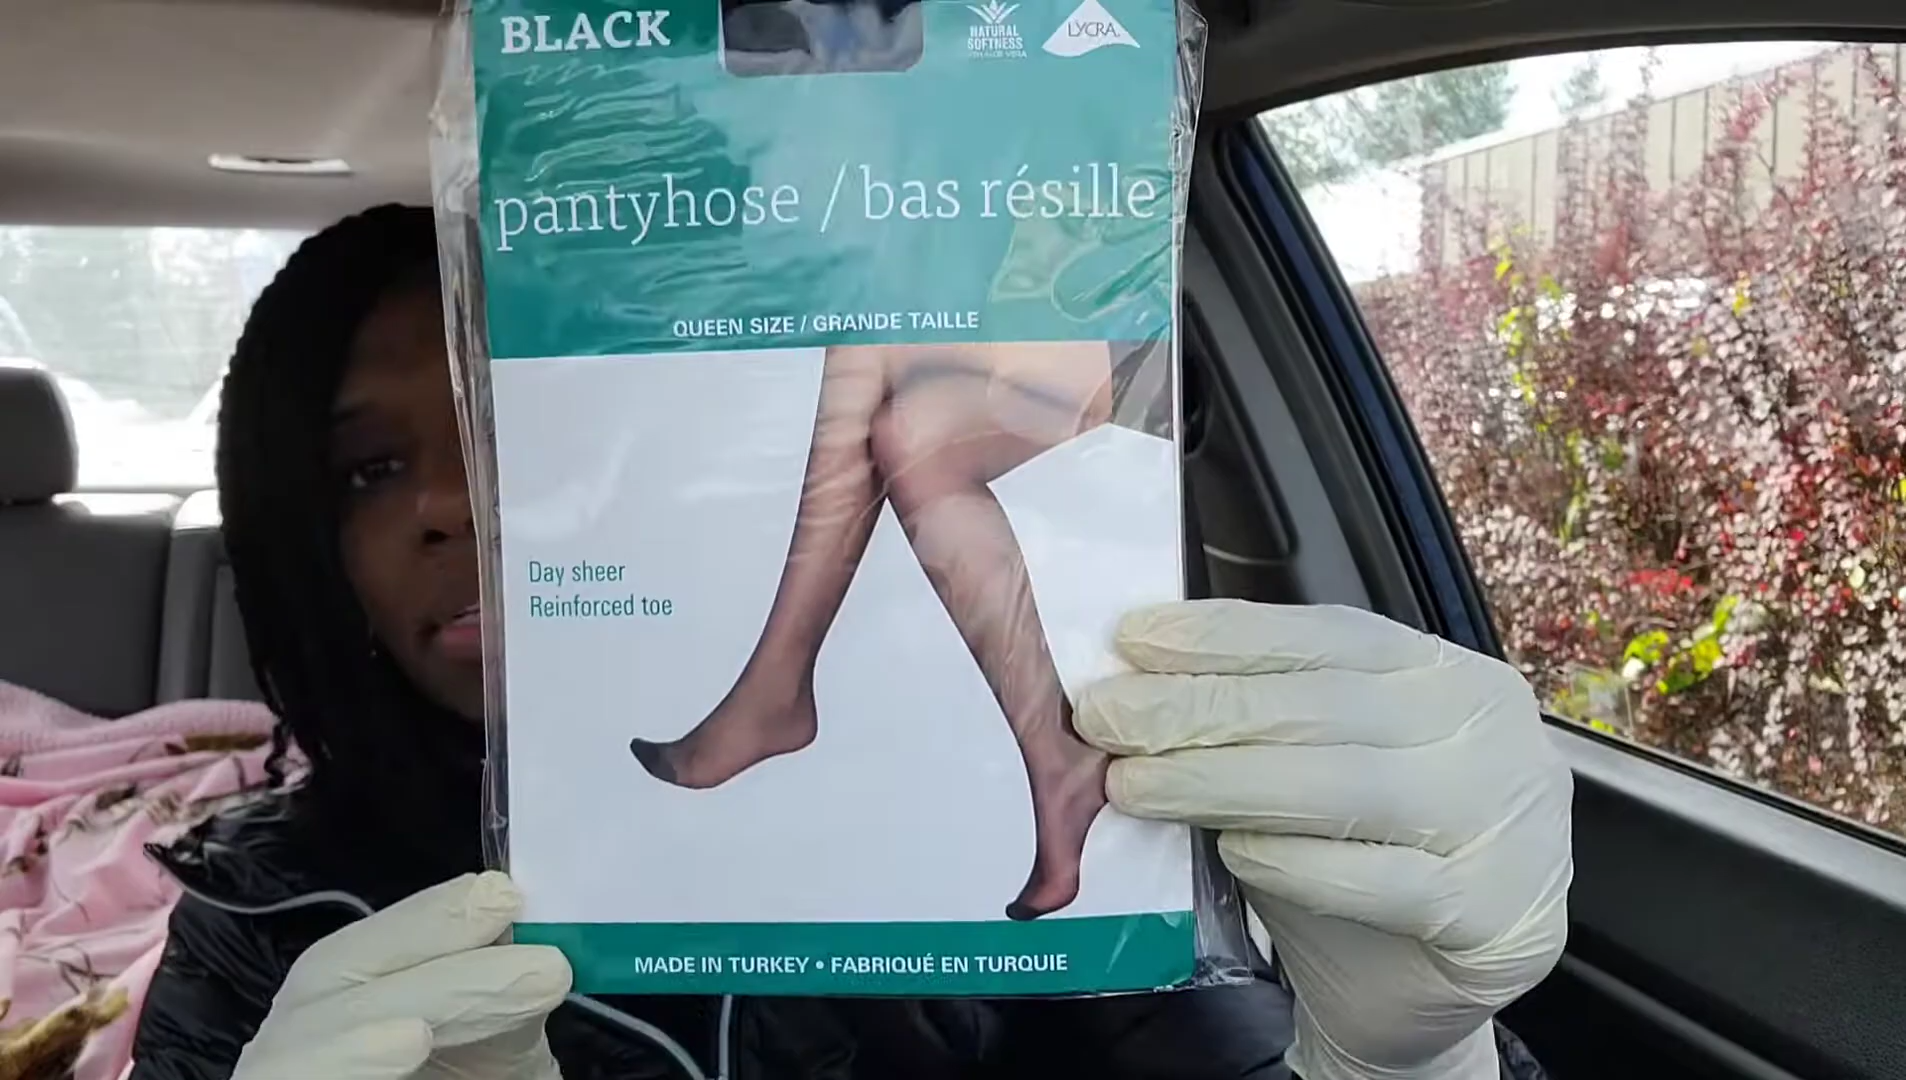 BLACK
NATURAL
SOFTNESS
LYCRA.
pantyhose / bas résille
QUEEN SIZE / GRANDE TAILLE
Day sheer
Reinforced toe
MADE IN TURKEY • FABRIQUÉ EN TURQUIE